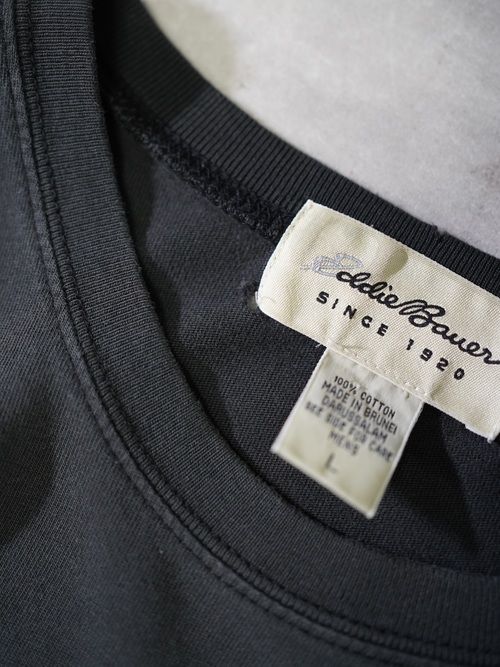 Eddie Bauer
SINCE 1920
100% COTTON
MADE IN BRUNEI
DARUSSALAM
SEE SIDE FOR CARE
MENS
L